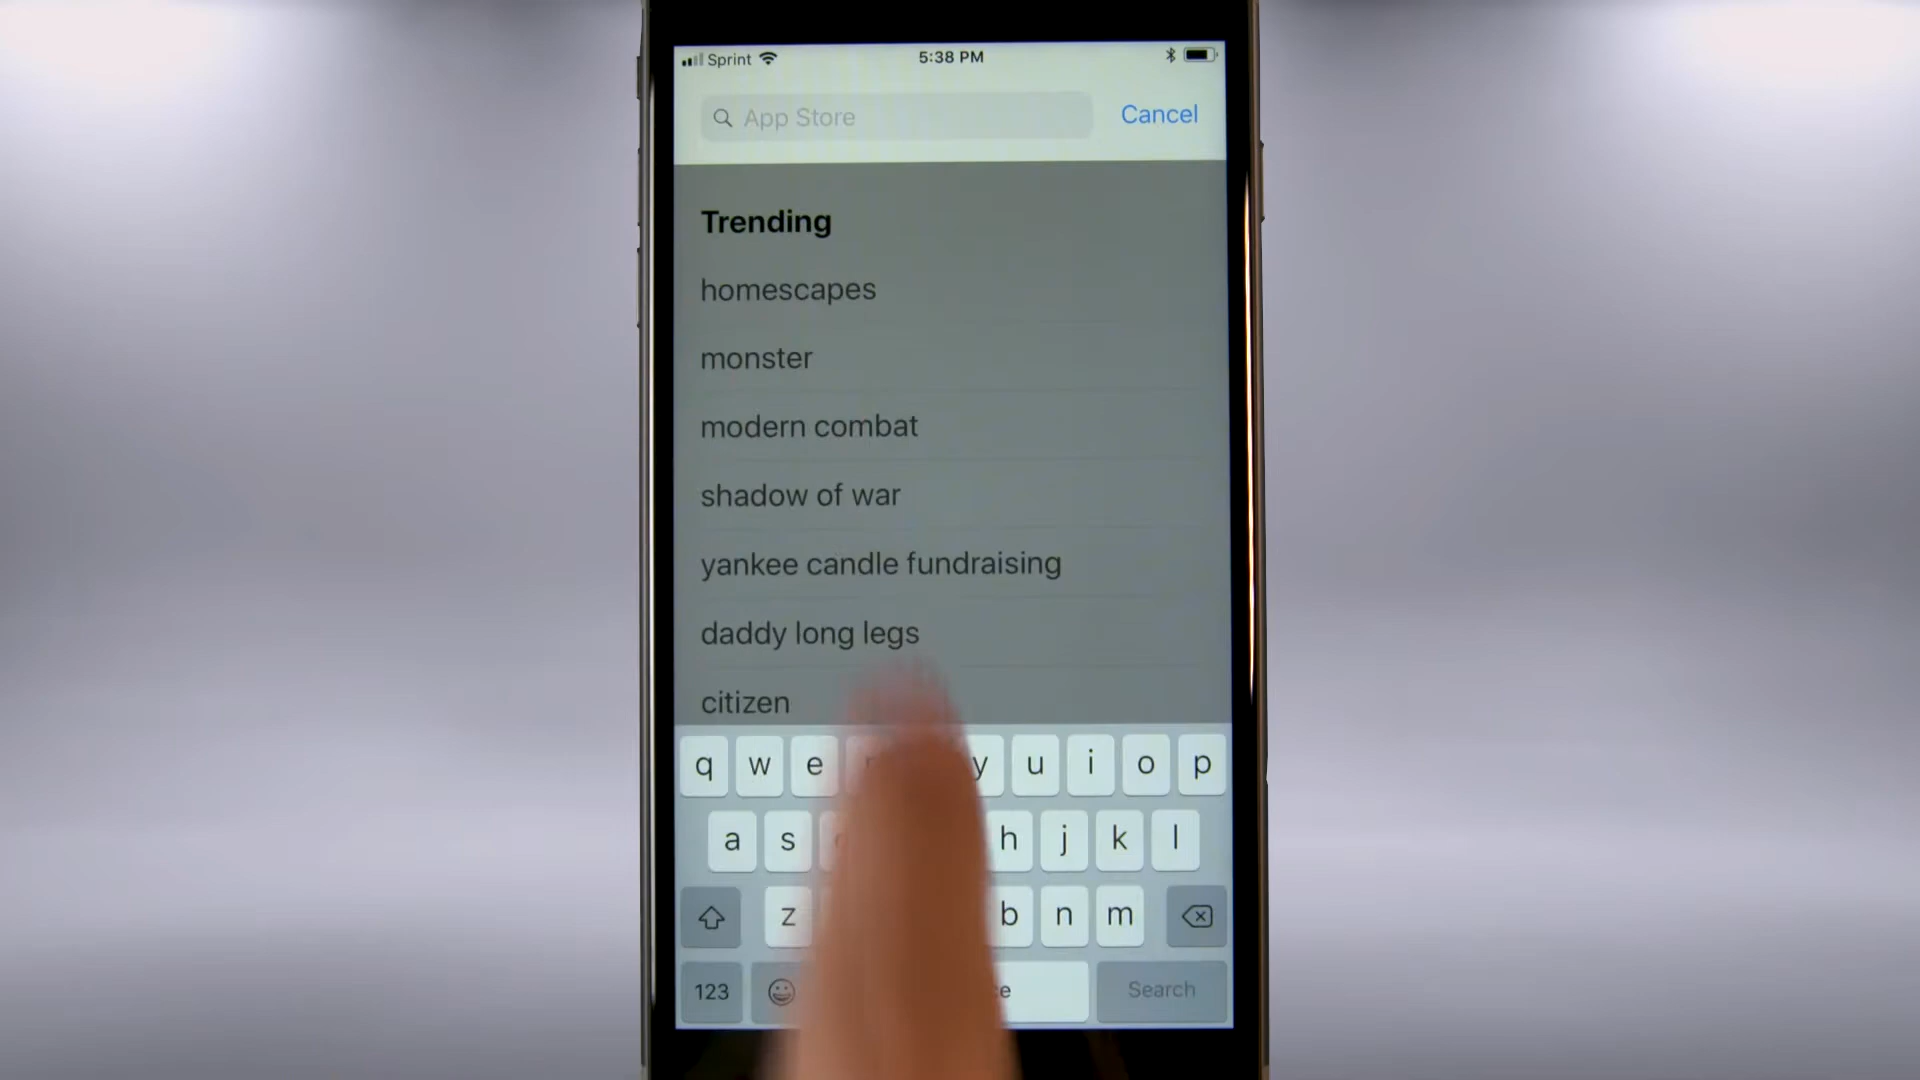 Sprint 5:38 PM
App Store Cancel
Trending
homescapes
monster
modern combat
shadow of war
yankee candle fundraising
daddy long legs
citizen
q w e y u i o p
a s h j k l
z b n m
123 Search